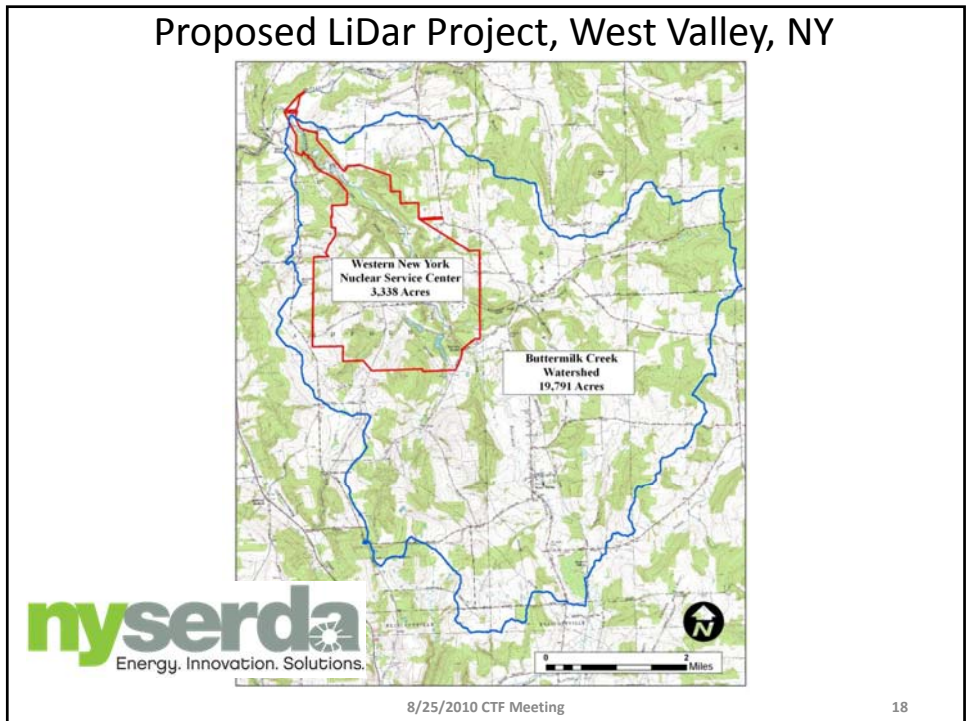 Proposed LiDar Project, West Valley, NY
Western New York
Nuclear Service Center
3,338 Acres
Buttermilk Creek
Watershed
19,791 Acres
N
0 2
Miles
nyserda
Energy. Innovation. Solutions.
8/25/2010 CTF Meeting 18